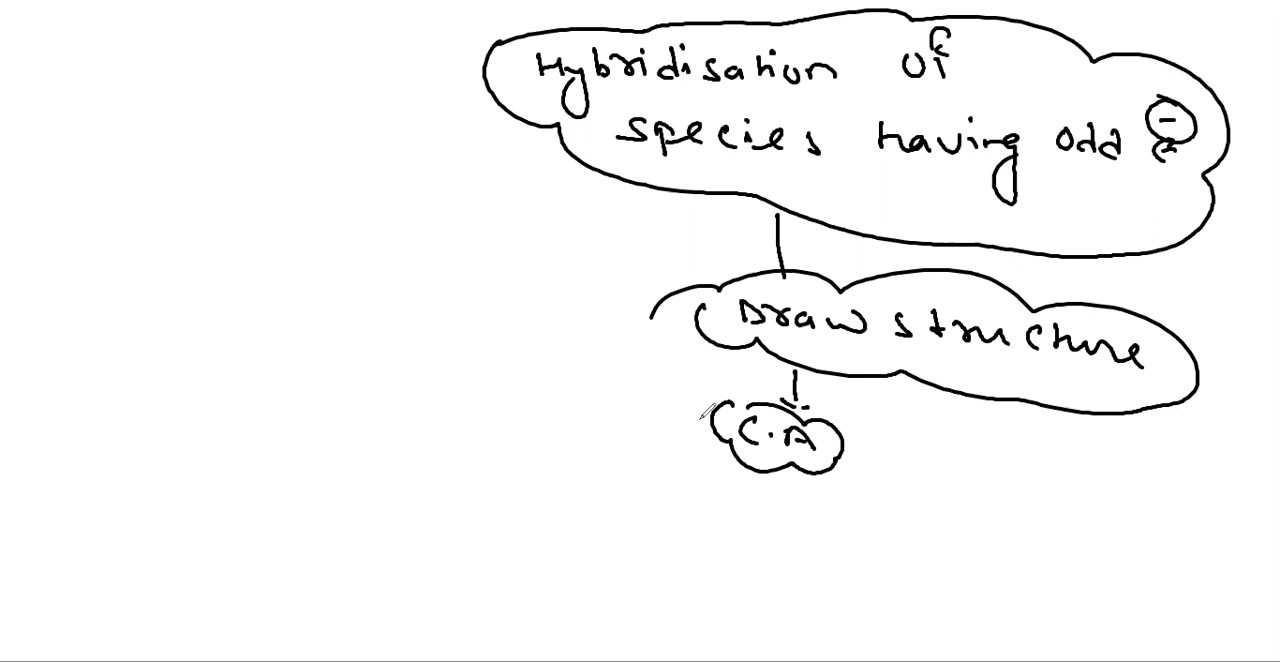 Hybridisation of
species having odd e⊖
Draw structure
C.A